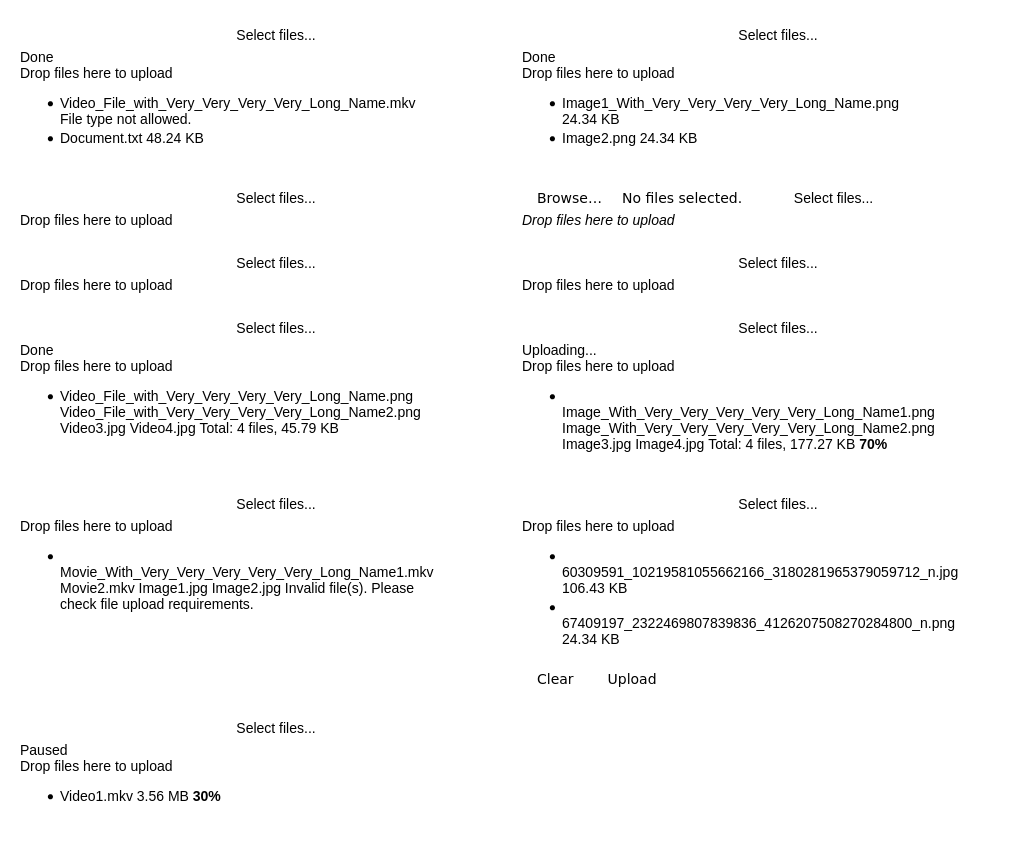 Select files...
Done
Drop files here to upload
Video_File_with_Very_Very_Very_Very_Long_Name.mkv
File type not allowed.
Document.txt 48.24 KB
Select files...
Done
Drop files here to upload
Image1_With_Very_Very_Very_Very_Long_Name.png
24.34 KB
Image2.png 24.34 KB
Select files...
Drop files here to upload
Browse... No files selected. Select files...
Drop files here to upload
Select files...
Drop files here to upload
Select files...
Drop files here to upload
Select files...
Done
Drop files here to upload
Video_File_with_Very_Very_Very_Very_Long_Name.png
Video_File_with_Very_Very_Very_Very_Long_Name2.png
Video3.jpg Video4.jpg Total: 4 files, 45.79 KB
Select files...
Uploading...
Drop files here to upload
Image_With_Very_Very_Very_Very_Very_Long_Name1.png
Image_With_Very_Very_Very_Very_Very_Long_Name2.png
Image3.jpg Image4.jpg Total: 4 files, 177.27 KB 70%
Select files...
Drop files here to upload
Movie_With_Very_Very_Very_Very_Very_Long_Name1.mkv
Movie2.mkv Image1.jpg Image2.jpg Invalid file(s). Please
check file upload requirements.
Select files...
Drop files here to upload
60309591_10219581055662166_3180281965379059712_n.jpg
106.43 KB
67409197_2322469807839836_4126207508270284800_n.png
24.34 KB
Clear Upload
Select files...
Paused
Drop files here to upload
Video1.mkv 3.56 MB 30%